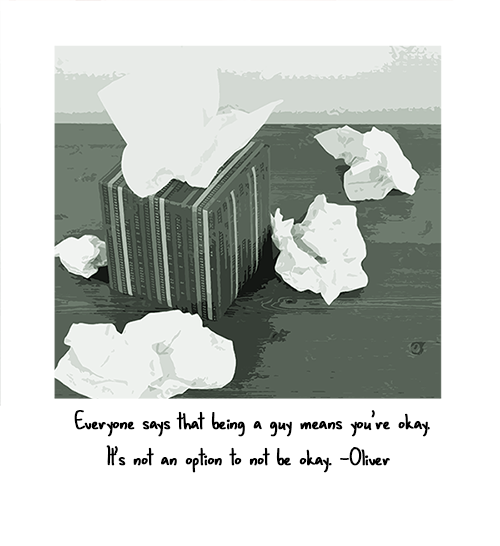 Everyone says that being a guy means you're okay.
It's not an option to not be okay. -Oliver